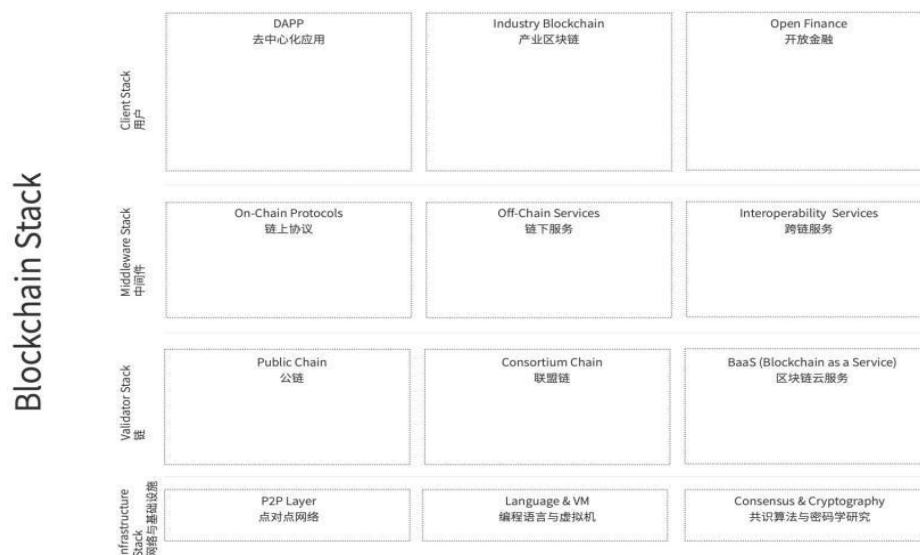 Blockchain Stack
Client Stack
用户
DAPP
去中心化应用
Industry Blockchain
产业区块链
Open Finance
开放金融
Middleware Stack
中间件
On-Chain Protocols
链上协议
Off-Chain Services
链下服务
Interoperability Services
跨链服务
Validator Stack
链
Public Chain
公链
Consortium Chain
联盟链
BaaS (Blockchain as a Service)
区块链云服务
Infrastructure
Stack
网络与基础设施
P2P Layer
点对点网络
Language & VM
编程语言与虚拟机
Consensus & Cryptography
共识算法与密码学研究